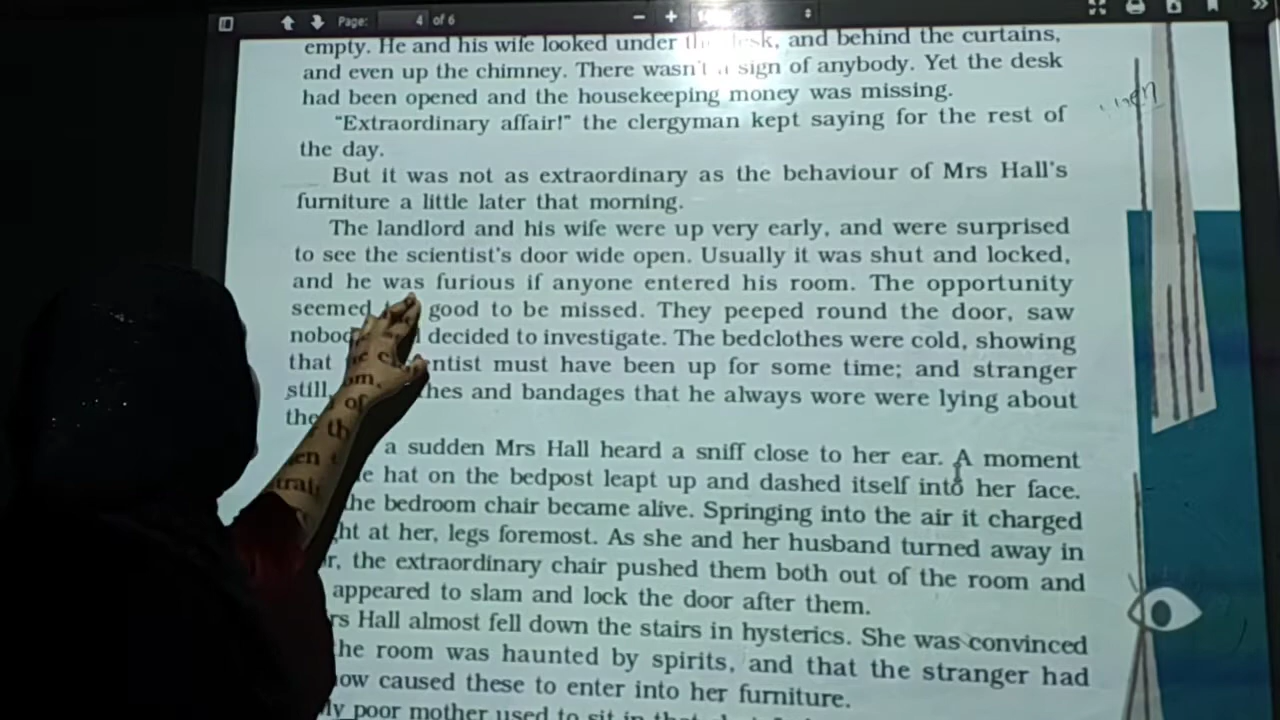 Page: 4 of 6
empty. He and his wife looked under , and behind the curtains,
and even up the chimney. There wasn't sign of anybody. Yet the desk
had been opened and the housekeeping money was missing.
"Extraordinary affair!" the clergyman kept saying for the rest of
the day.
But it was not as extraordinary as the behaviour of Mrs Hall's
furniture a little later that morning.
The landlord and his wife were up very early, and were surprised
to see the scientist's door wide open. Usually it was shut and locked,
and he was furious if anyone entered his room. The opportunity
seemed good to be missed. They peeped round the door, saw
decided to investigate. The bedclothes were cold, showing
that must have been up for some time; and stranger
still, and bandages that he always wore were lying about
the
a sudden Mrs Hall heard a sniff close to her ear. A moment
hat on the bedpost leapt up and dashed itself into her face.
the bedroom chair became alive. Springing into the air it charged
at her, legs foremost. As she and her husband turned away in
the extraordinary chair pushed them both out of the room and
appeared to slam and lock the door after them.
Hall almost fell down the stairs in hysterics. She was convinced
the room was haunted by spirits, and that the stranger had
caused these to enter into her furniture.
poor mother used to sit in that